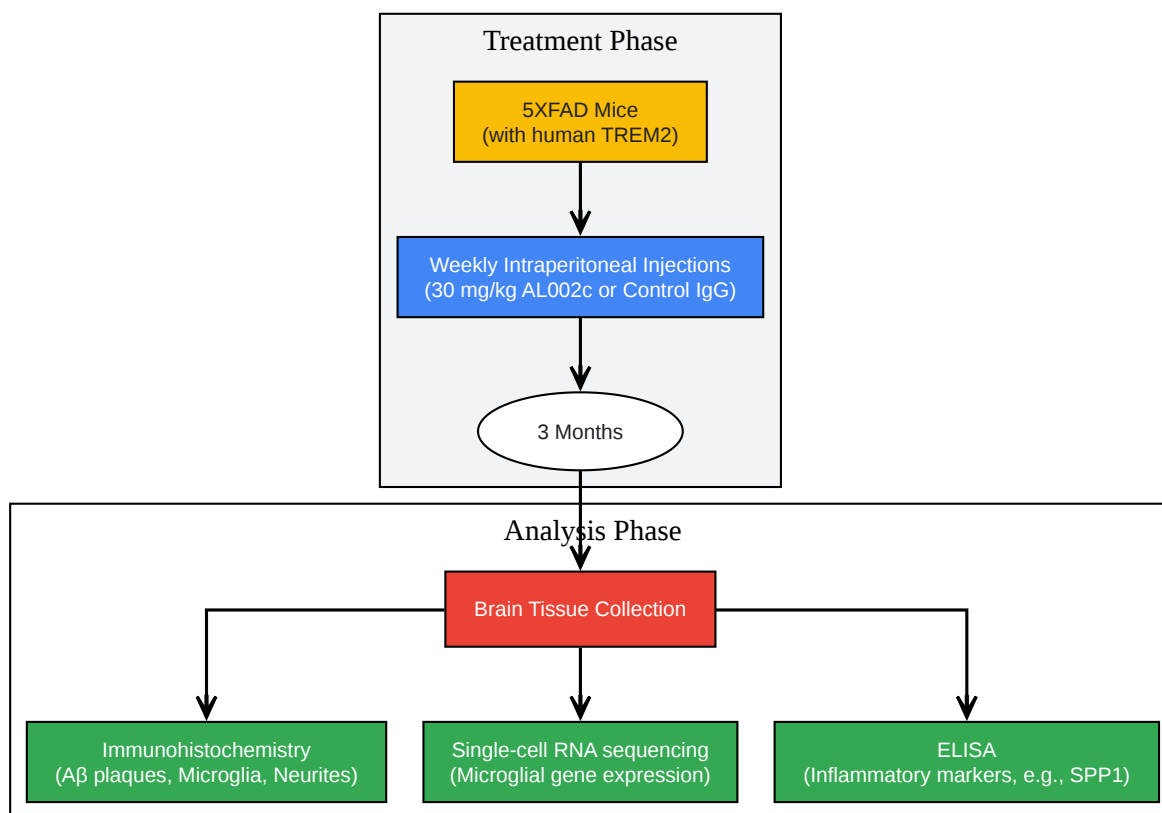 Treatment Phase
5XFAD Mice
(with human TREM2)
Weekly Intraperitoneal Injections
(30 mg/kg AL002c or Control IgG)
3 Months
Analysis Phase
Brain Tissue Collection
Immunohistochemistry
(Aβ plaques, Microglia, Neurites)
Single-cell RNA sequencing
(Microglial gene expression)
ELISA
(Inflammatory markers, e.g., SPP1)